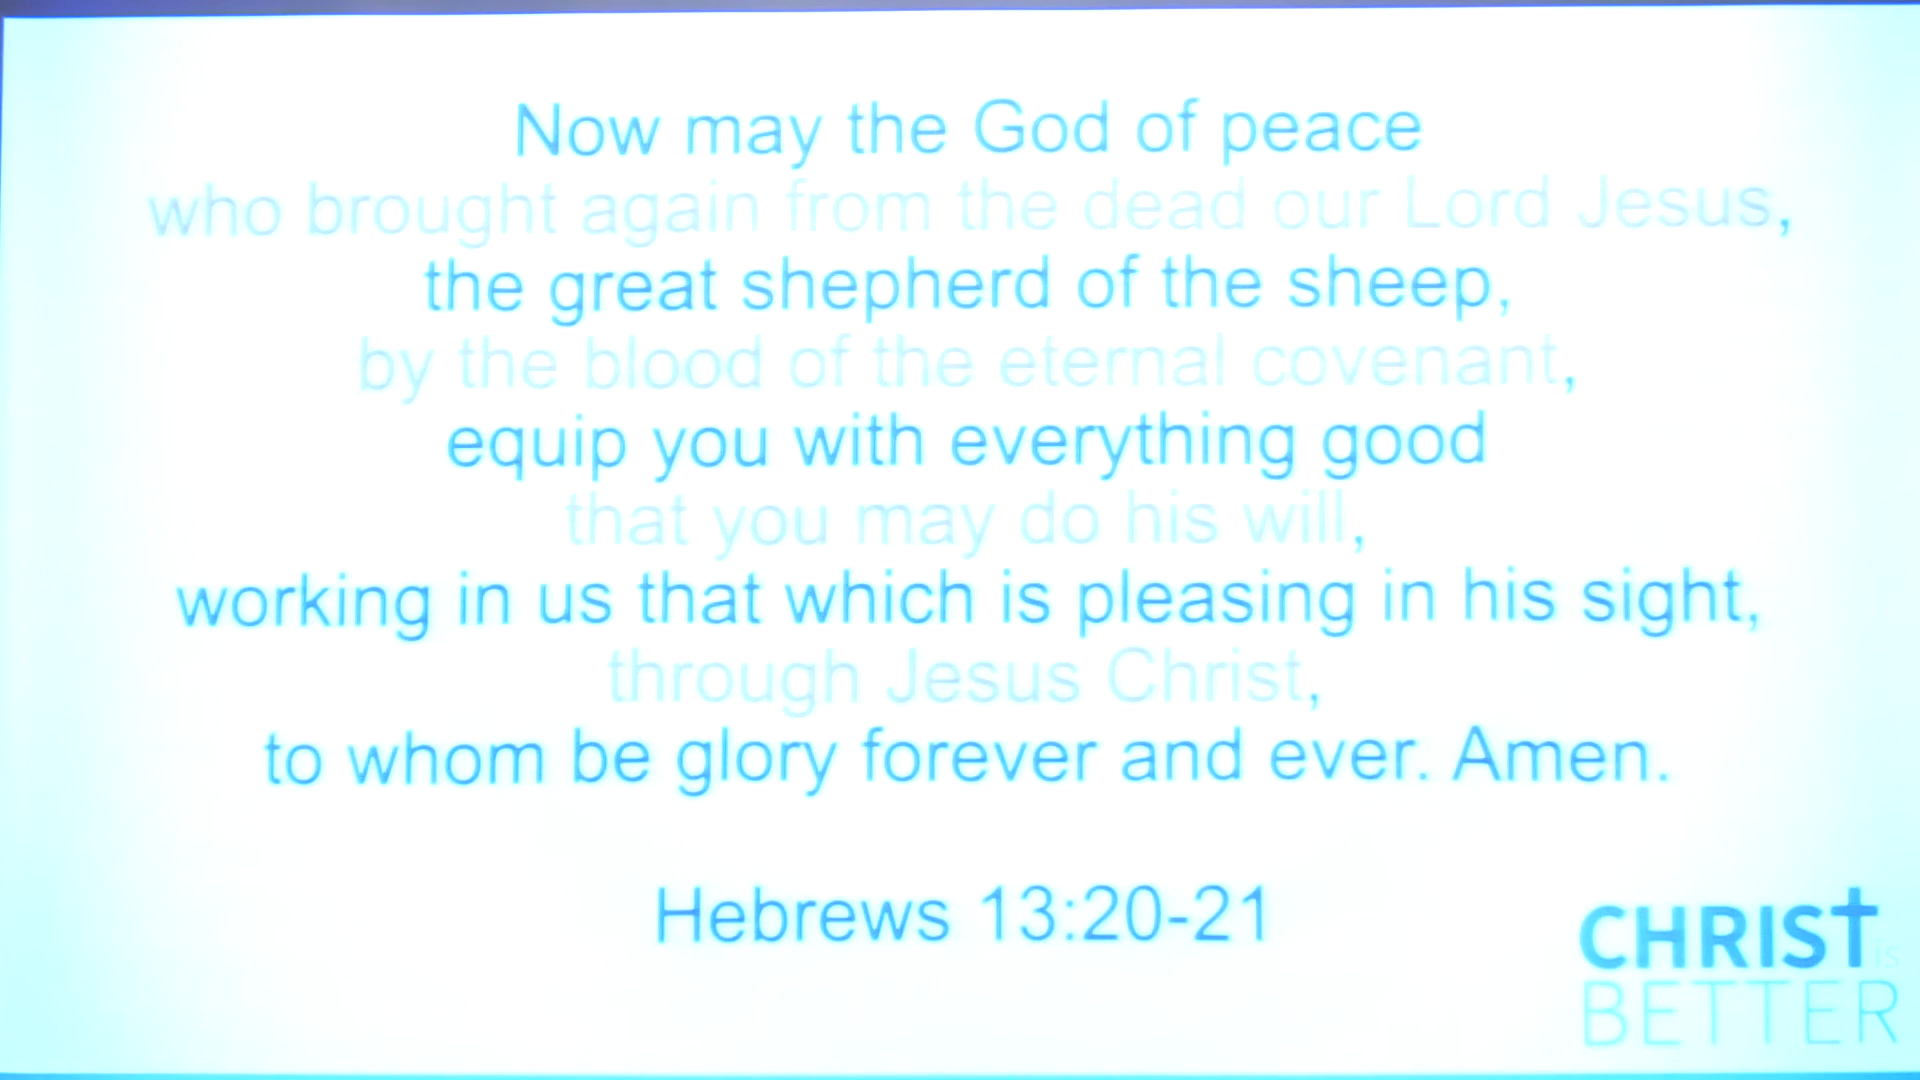 Now may the God of peace
who brought again from the dead our Lord Jesus,
the great shepherd of the sheep,
by the blood of the eternal covenant,
equip you with everything good
that you may do his will,
working in us that which is pleasing in his sight,
through Jesus Christ,
to whom be glory forever and ever. Amen.
Hebrews 13:20-21
CHRIST is
BETTER